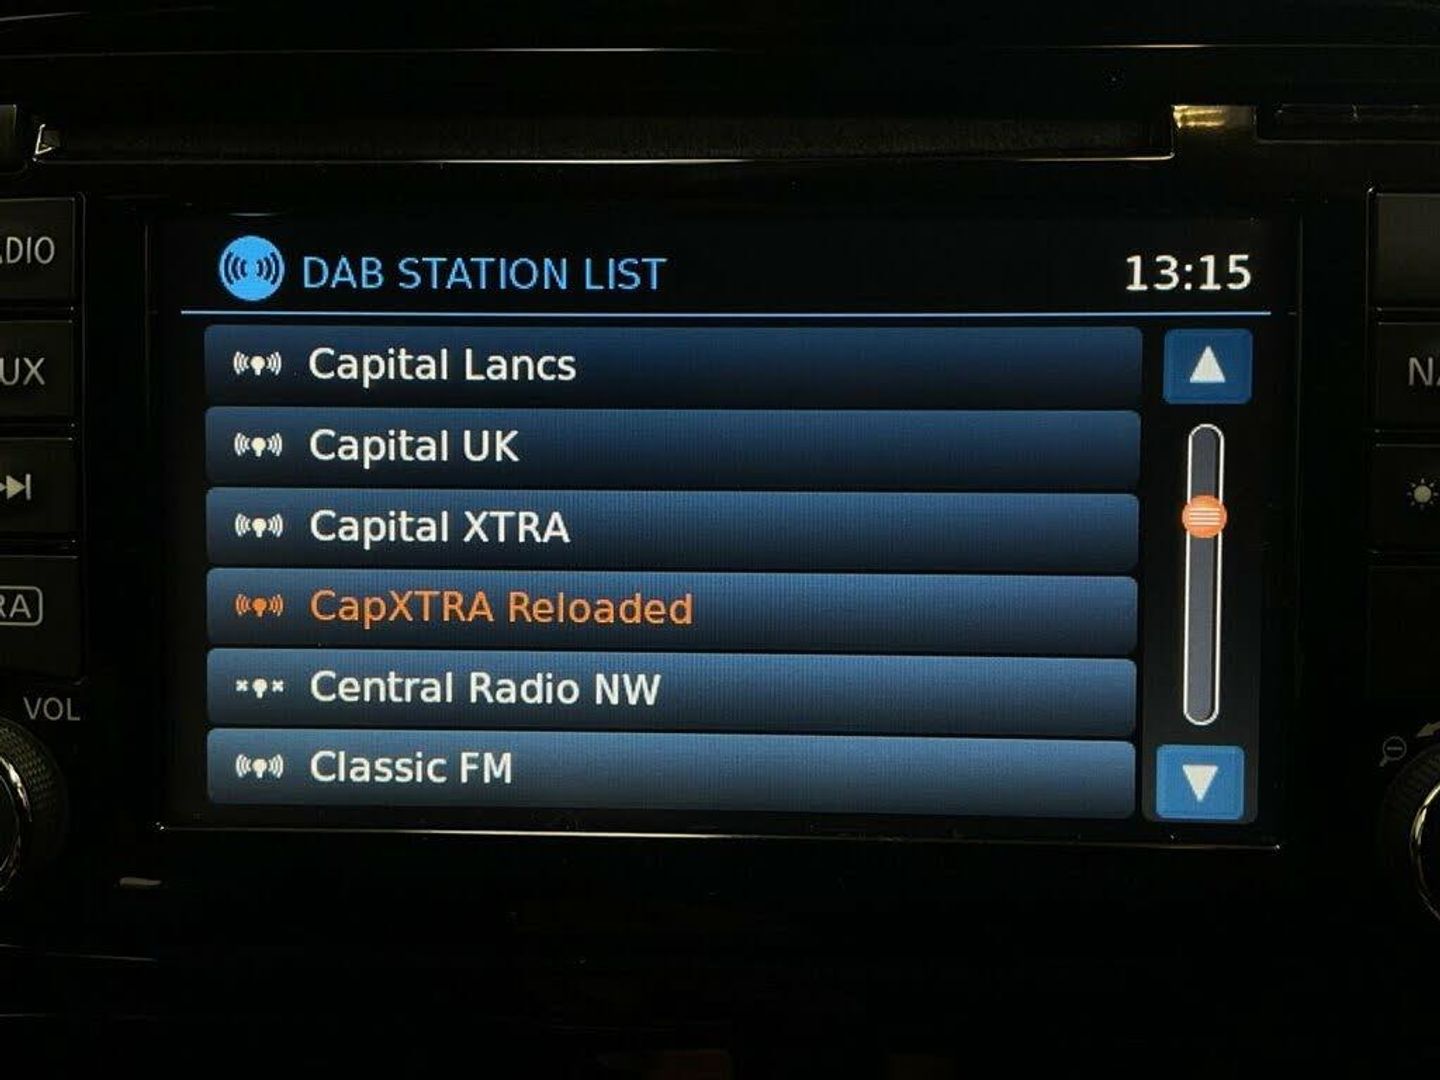 DAB STATION LIST 13:15
Capital Lancs
Capital UK
Capital XTRA
CapXTRA Reloaded
Central Radio NW
Classic FM
VOL